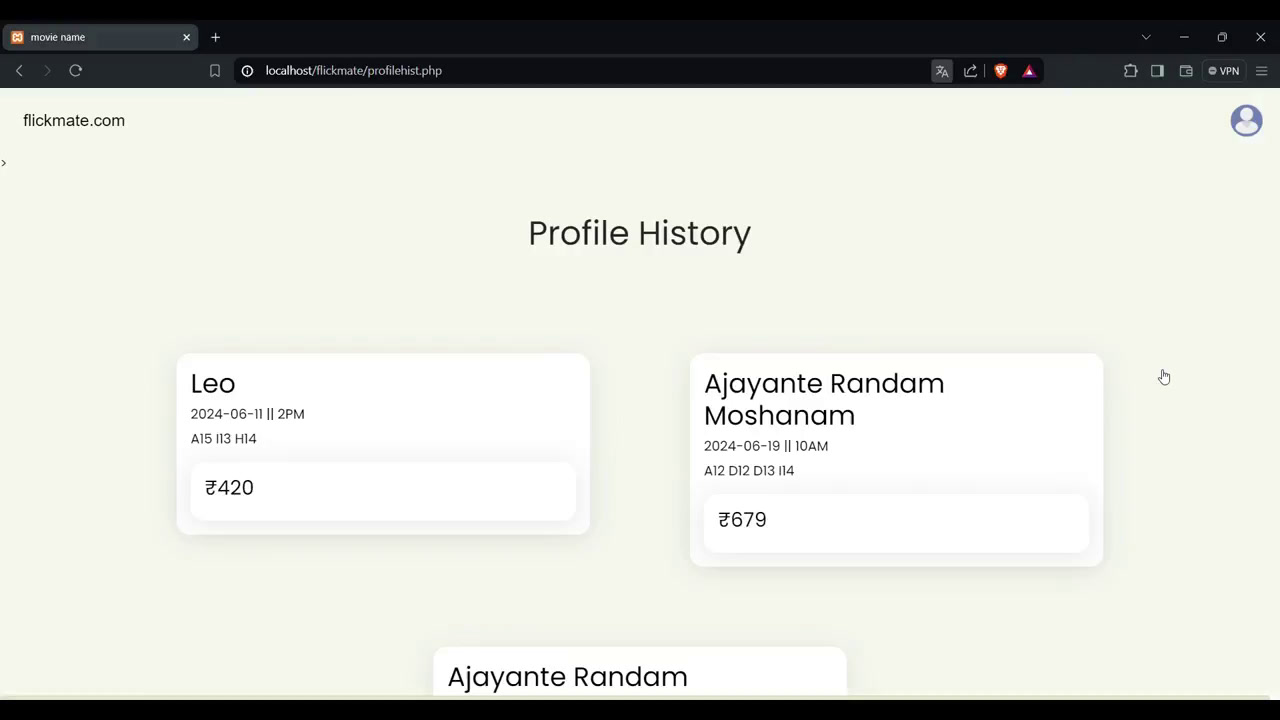 movie name
localhost/flickmate/profilehist.php
VPN
flickmate.com
>
Profile History
Leo
2024-06-11 || 2PM
A15 I13 H14
₹420
Ajayante Randam
Moshanam
2024-06-19 || 10AM
A12 D12 D13 I14
₹679
Ajayante Randam